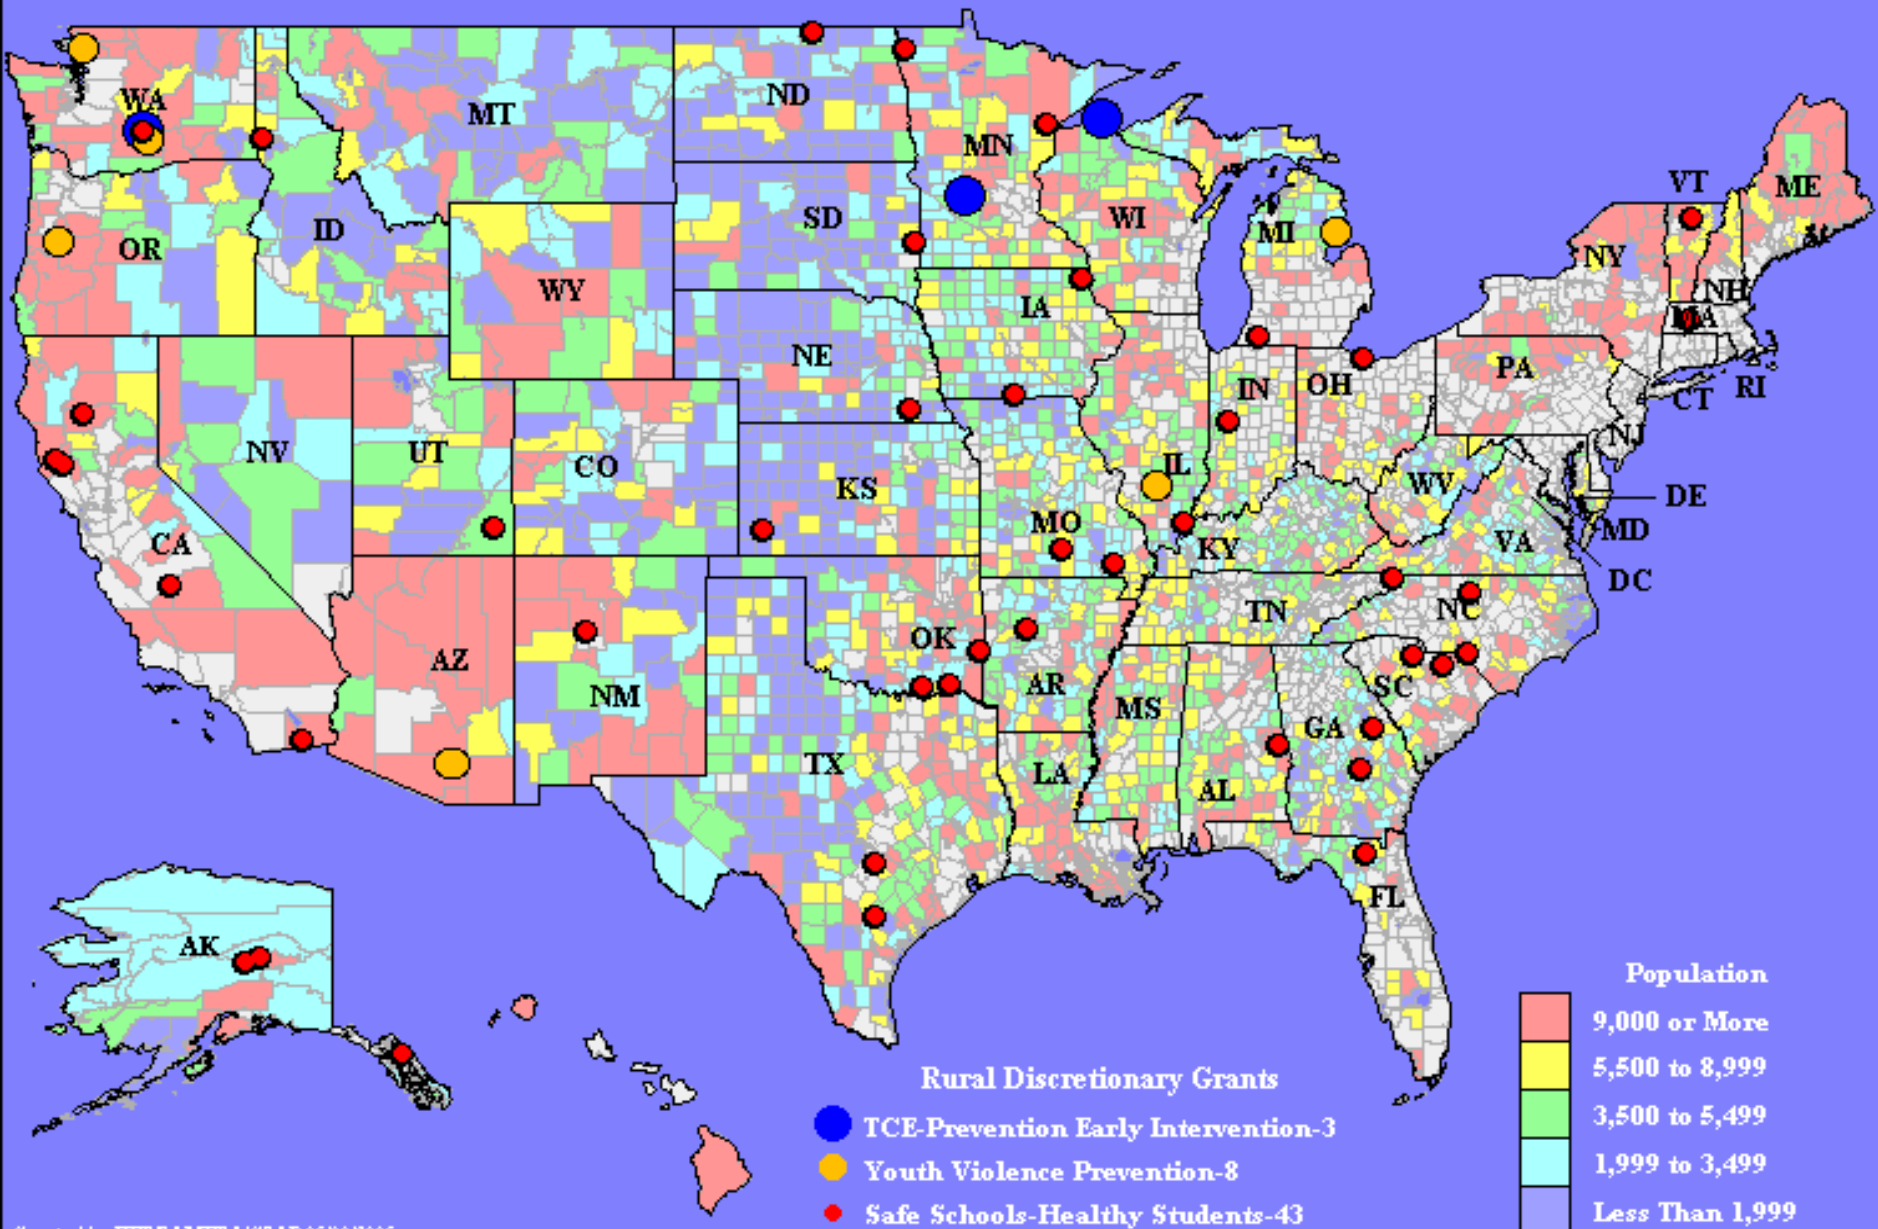 WA
MT
ND
MN
VT
ME
ID
OR
SD
WI
MI
NY
WY
IA
NH
MA
NE
IN
OH
PA
RI
CT
NV
UT
CO
KS
IL
NJ
WV
DE
CA
MO
KY
VA
MD
DC
TN
NC
OK
AZ
NM
AR
SC
MS
GA
TX
LA
AL
FL
AK
Population
9,000 or More
5,500 to 8,999
3,500 to 5,499
1,999 to 3,499
Less Than 1,999
Rural Discretionary Grants
TCE-Prevention Early Intervention-3
Youth Violence Prevention-8
Safe Schools-Healthy Students-43